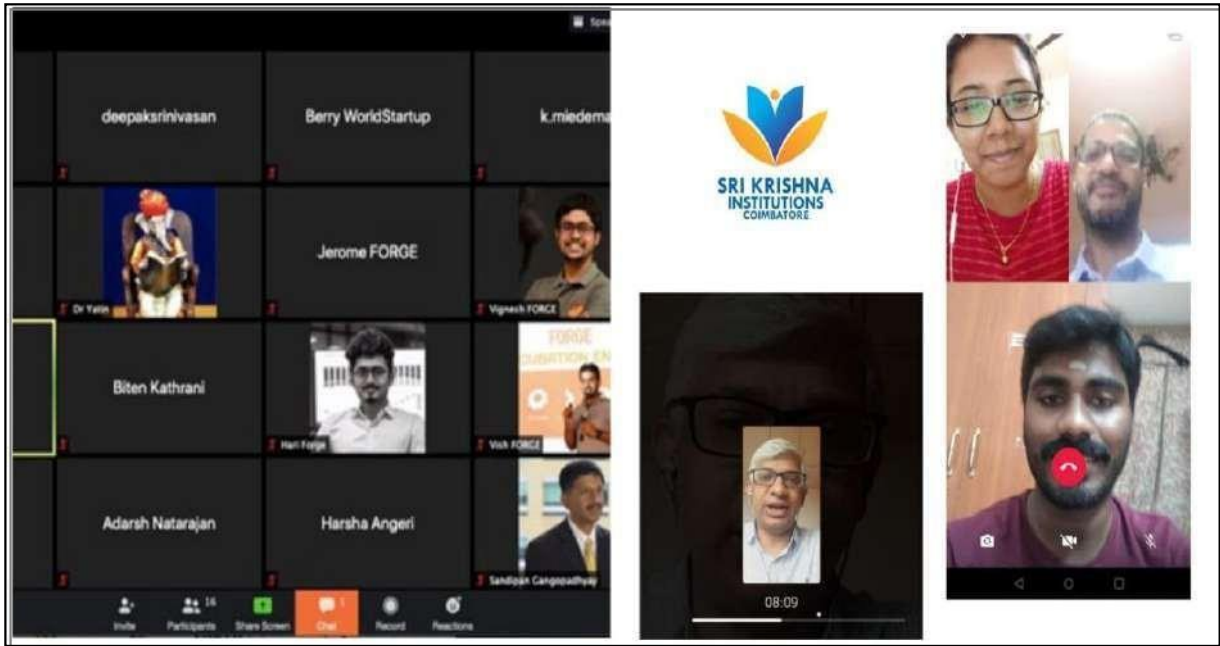 deepaksrinivasan
Berry WorldStartup
k.miedema
Dr Yatin
Jerome FORGE
Vignesh FORGE
Biten Kathrani
Hari Forge
FORGE
Vish FORGE
Adarsh Natarajan
Harsha Angeri
Sandipan Gangopadhyay
Invite
16
Participants
Share Screen
1
Chat
Record
Reactions
SRI KRISHNA
INSTITUTIONS
COIMBATORE
08:09